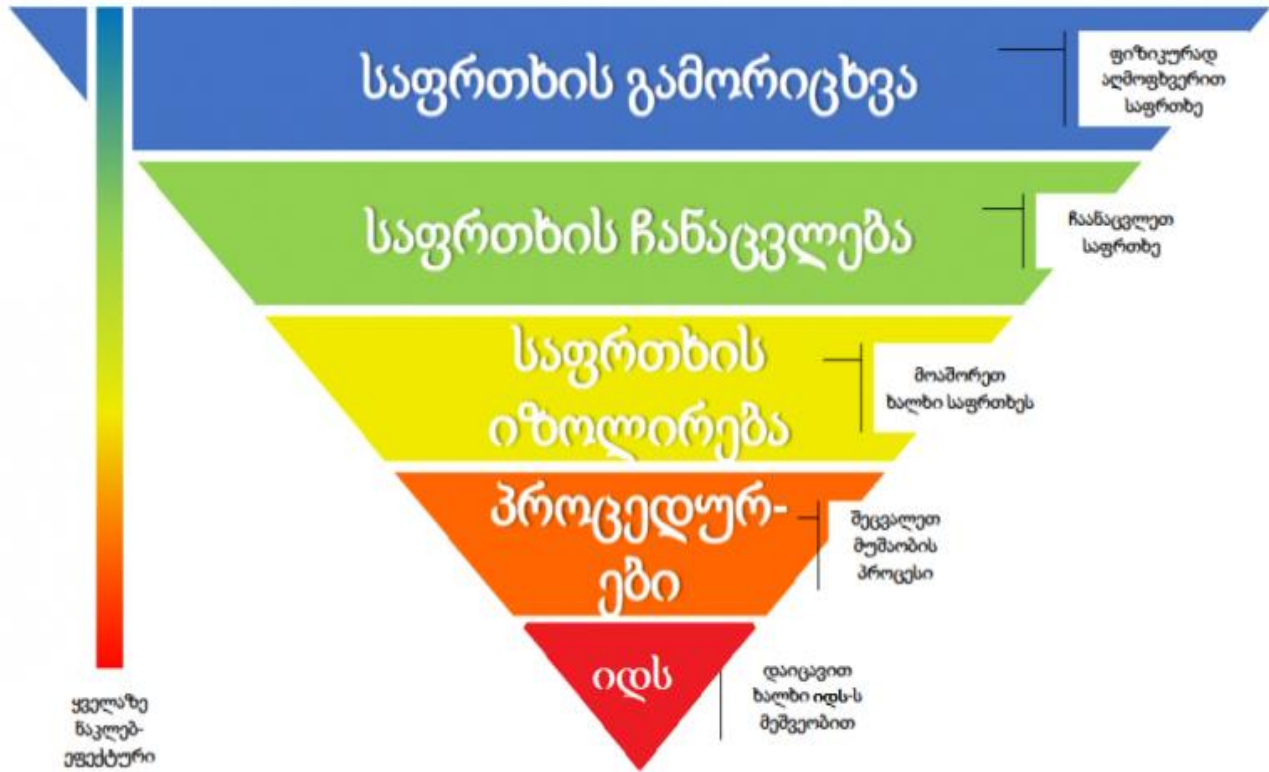 საფრთხის გამორიცხვა
ფიზიკურად
აღმოფხვერით
საფრთხე
საფრთხის ჩანაცვლება
ჩაანაცვლეთ
საფრთხე
საფრთხის
იზოლირება
მოაშორეთ
ხალხი საფრთხეს
პროცედურ-
ები
შეცვალეთ
მუშაობის
პროცესი
იდს
დაიცავით
ხალხი იდს-ს
მეშვეობით
ყველაზე
ნაკლებ-
ეფექტური